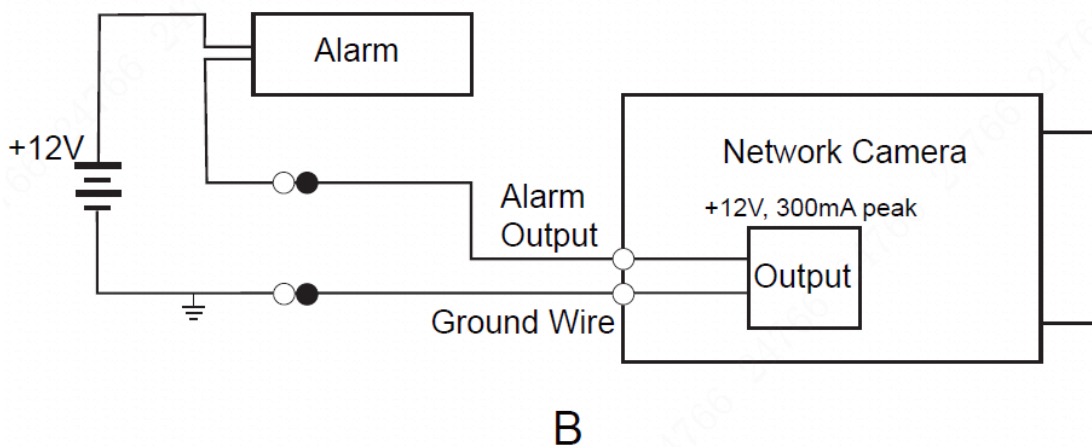 Alarm
+12V
Network Camera
+12V, 300mA peak
Alarm
Output
Output
Ground Wire
B